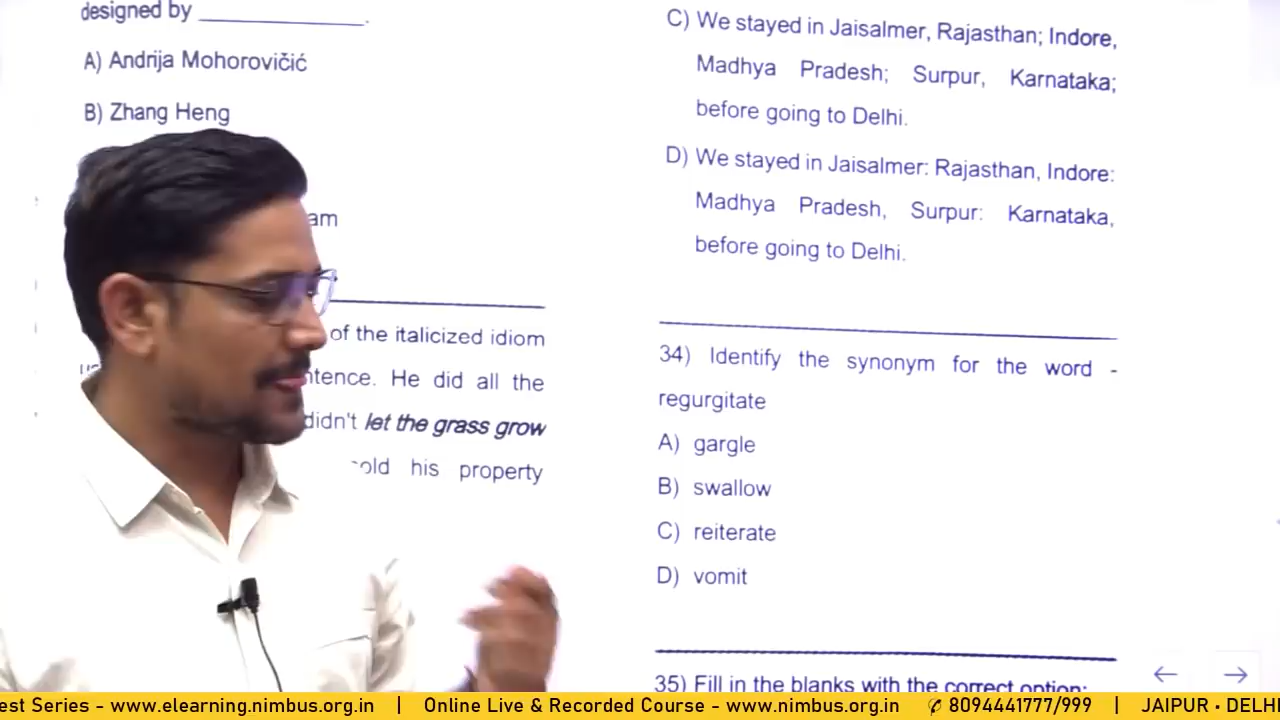 designed by ____________.
A) Andrija Mohorovičić
B) Zhang Heng
am
of the italicized idiom
ntence. He did all the
didn't let the grass grow
old his property
C) We stayed in Jaisalmer, Rajasthan; Indore,
Madhya Pradesh; Surpur, Karnataka;
before going to Delhi.
D) We stayed in Jaisalmer: Rajasthan, Indore:
Madhya Pradesh, Surpur: Karnataka,
before going to Delhi.
34) Identify the synonym for the word -
regurgitate
A) gargle
B) swallow
C) reiterate
D) vomit
35) Fill in the blanks with the correct option:
est Series - www.elearning.nimbus.org.in | Online Live & Recorded Course - www.nimbus.org.in ✆ 8094441777/999 | JAIPUR • DELH